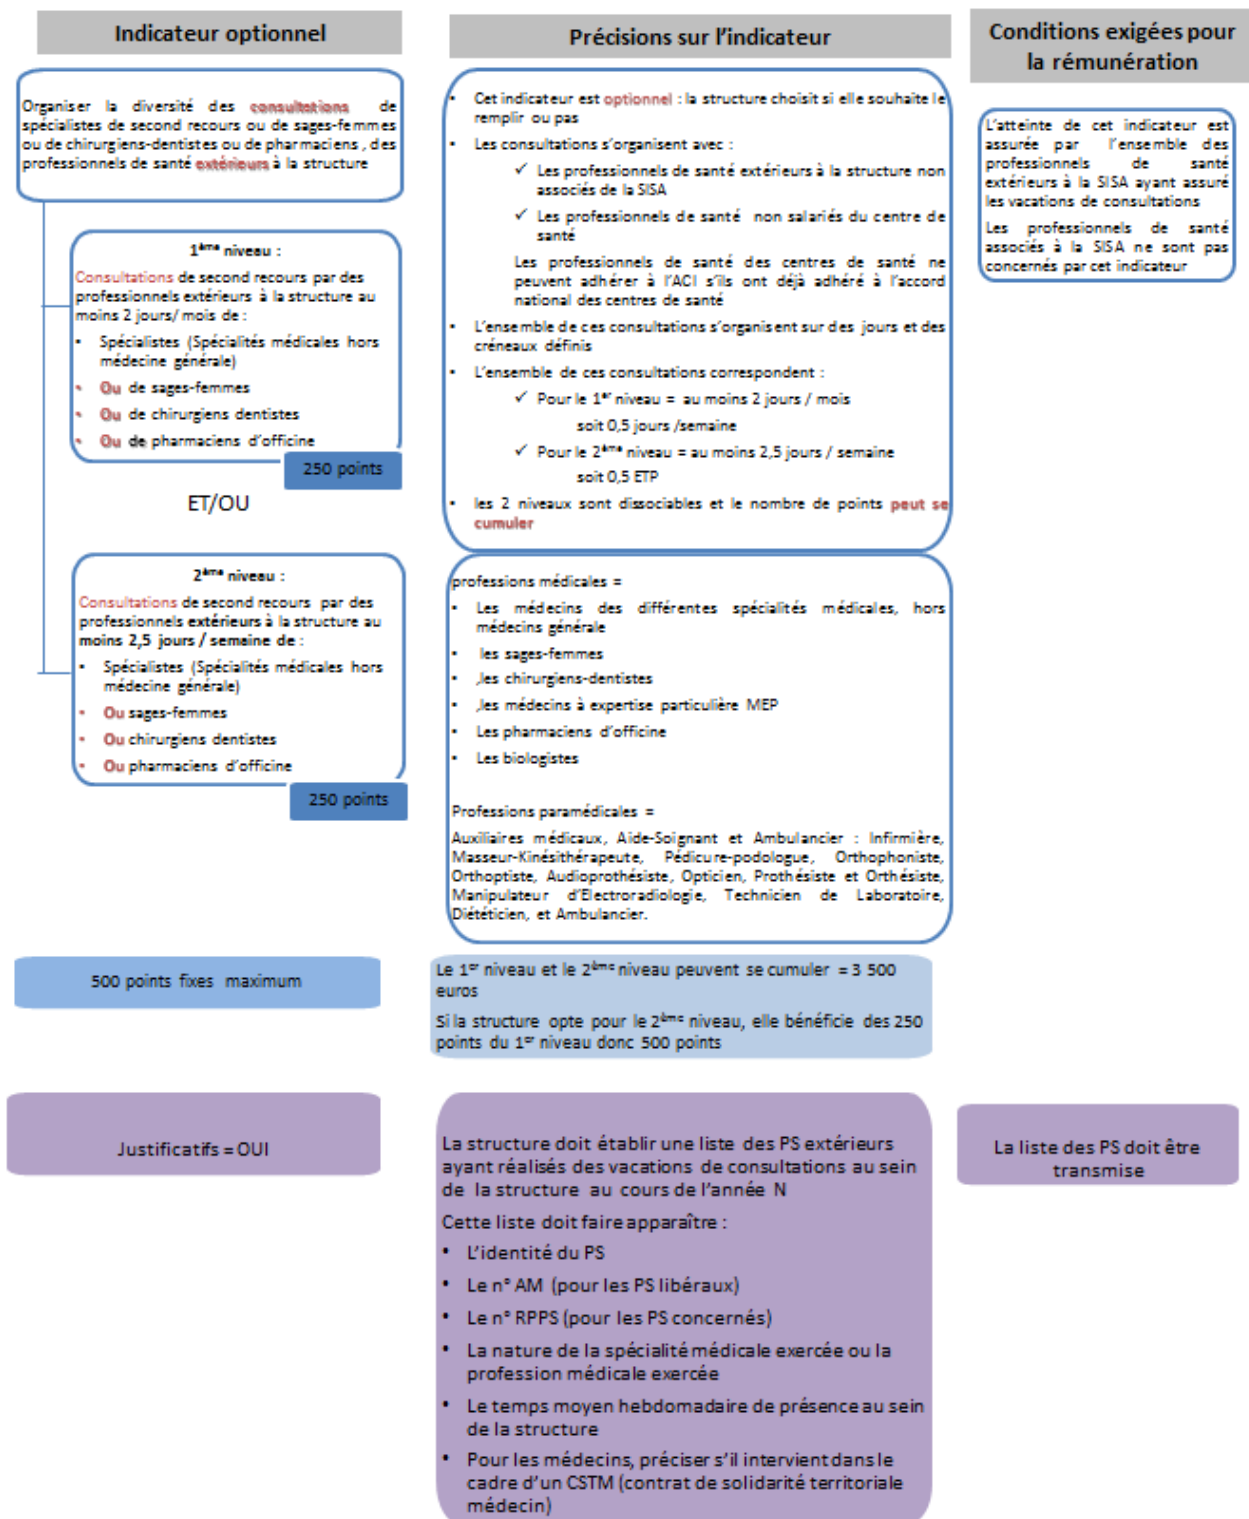 Indicateur optionnel
Organiser la diversité des consultations de
spécialistes de second recours ou de sages-femmes
ou de chirurgiens-dentistes ou de pharmaciens , des
professionnels de santé extérieurs à la structure
1ème niveau :
Consultations de second recours par des
professionnels extérieurs à la structure au
moins 2 jours/ mois de :
▪ Spécialistes (Spécialités médicales hors
médecine générale)
▪ Ou de sages-femmes
▪ Ou de chirurgiens dentistes
▪ Ou de pharmaciens d'officine
250 points
ET/OU
2ème niveau :
Consultations de second recours par des
professionnels extérieurs à la structure au
moins 2,5 jours / semaine de :
▪ Spécialistes (Spécialités médicales hors
médecine générale)
▪ Ou sages-femmes
▪ Ou chirurgiens dentistes
▪ Ou pharmaciens d'officine
250 points
Précisions sur l'indicateur
▪ Cet indicateur est optionnel : la structure choisit si elle souhaite le
remplir ou pas
▪ Les consultations s'organisent avec :
✓ Les professionnels de santé extérieurs à la structure non
associés de la SISA
✓ Les professionnels de santé non salariés du centre de
santé
Les professionnels de santé des centres de santé ne
peuvent adhérer à l'ACI s'ils ont déjà adhéré à l'accord
national des centres de santé
▪ L'ensemble de ces consultations s'organisent sur des jours et des
créneaux définis
▪ L'ensemble de ces consultations correspondent :
✓ Pour le 1er niveau = au moins 2 jours / mois
soit 0,5 jours /semaine
✓ Pour le 2ème niveau = au moins 2,5 jours / semaine
soit 0,5 ETP
▪ les 2 niveaux sont dissociables et le nombre de points peut se
cumuler
professions médicales =
▪ Les médecins des différentes spécialités médicales, hors
médecins générale
▪ les sages-femmes
▪ ,les chirurgiens-dentistes
▪ ,les médecins à expertise particulière MEP
▪ Les pharmaciens d'officine
▪ Les biologistes
Professions paramédicales =
Auxiliaires médicaux, Aide-Soignant et Ambulancier : Infirmière,
Masseur-Kinésithérapeute, Pédicure-podologue, Orthophoniste,
Orthoptiste, Audioprothésiste, Opticien, Prothésiste et Orthésiste,
Manipulateur d'Electroradiologie, Technicien de Laboratoire,
Diététicien, et Ambulancier.
Conditions exigées pour
la rémunération
L'atteinte de cet indicateur est
assurée par l'ensemble des
professionnels de santé
extérieurs à la SISA ayant assuré
les vacations de consultations
Les professionnels de santé
associés à la SISA ne sont pas
concernés par cet indicateur
500 points fixes maximum
Le 1er niveau et le 2ème niveau peuvent se cumuler = 3 500
euros
Si la structure opte pour le 2ème niveau, elle bénéficie des 250
points du 1er niveau donc 500 points
Justificatifs = OUI
La structure doit établir une liste des PS extérieurs
ayant réalisés des vacations de consultations au sein
de la structure au cours de l'année N
Cette liste doit faire apparaître :
• L'identité du PS
• Le n° AM (pour les PS libéraux)
• Le n° RPPS (pour les PS concernés)
• La nature de la spécialité médicale exercée ou la
profession médicale exercée
• Le temps moyen hebdomadaire de présence au sein
de la structure
• Pour les médecins, préciser s'il intervient dans le
cadre d'un CSTM (contrat de solidarité territoriale
médecin)
La liste des PS doit être
transmise